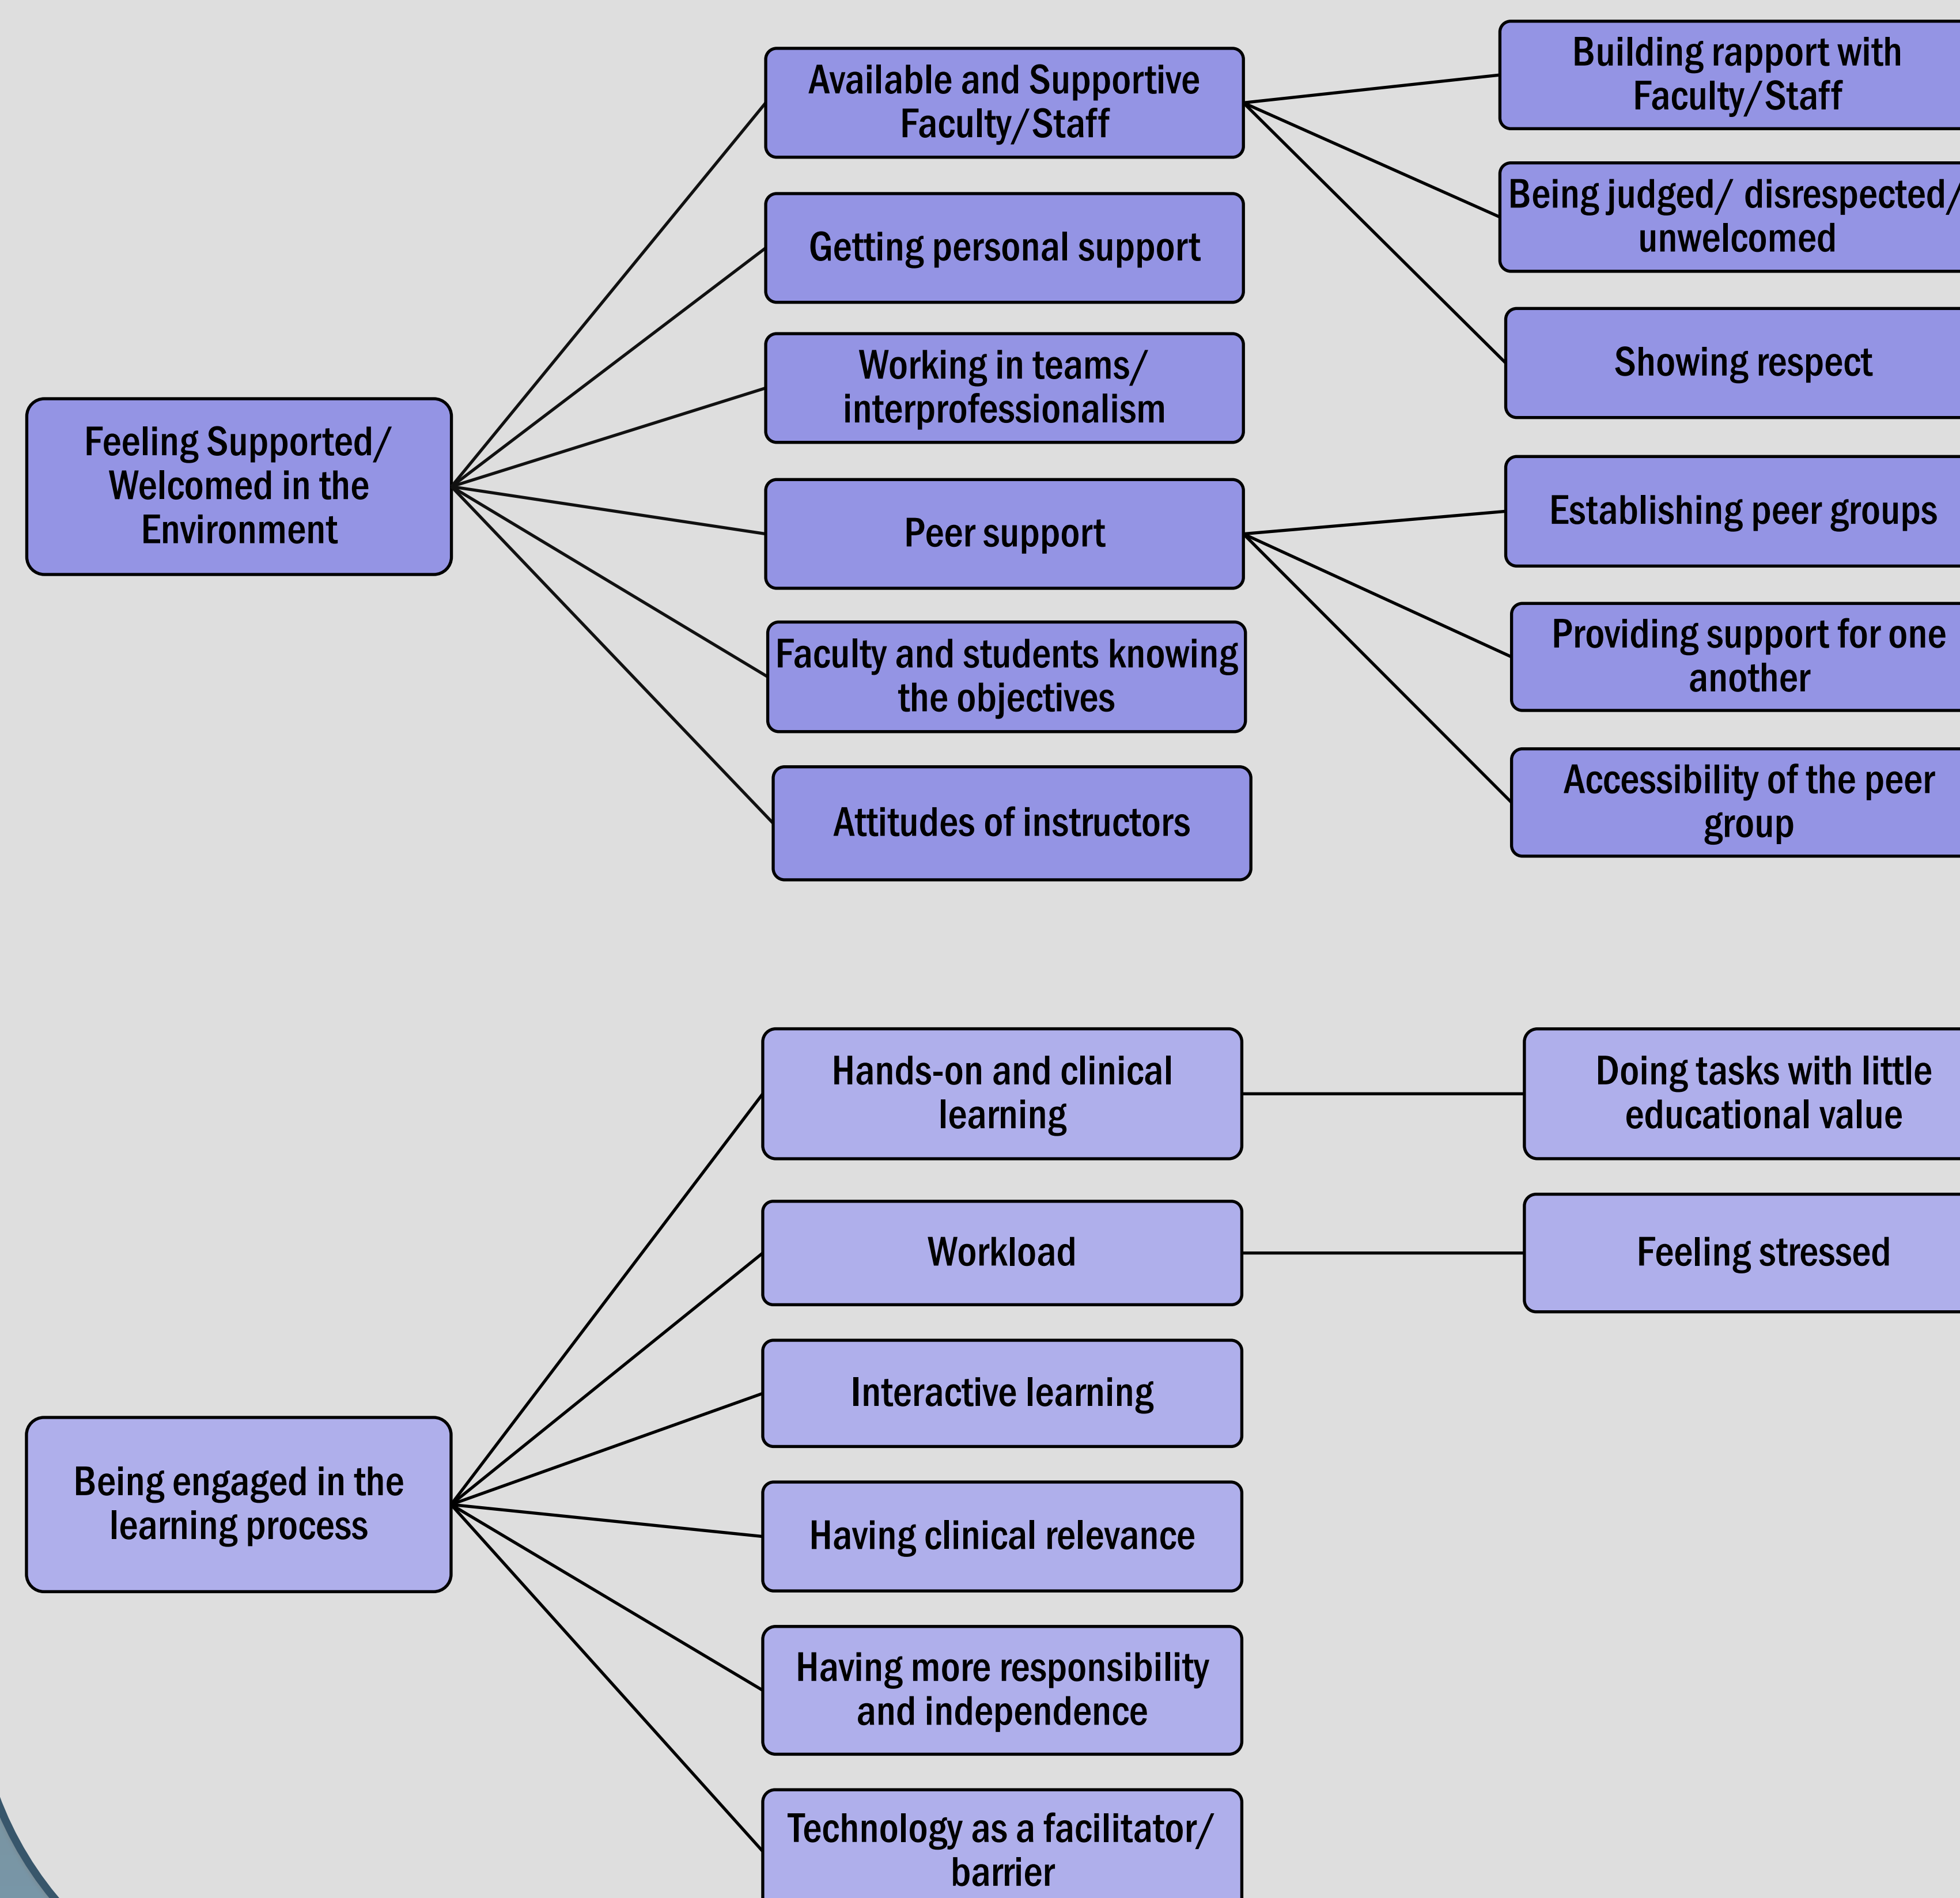 Feeling Supported/
Welcomed in the
Environment
Available and Supportive
Faculty/Staff
Getting personal support
Working in teams/
interprofessionalism
Peer support
Faculty and students knowing
the objectives
Attitudes of instructors
Building rapport with
Faculty/Staff
Being judged/ disrespected/
unwelcomed
Showing respect
Establishing peer groups
Providing support for one
another
Accessibility of the peer
group
Being engaged in the
learning process
Hands-on and clinical
learning
Workload
Interactive learning
Having clinical relevance
Having more responsibility
and independence
Technology as a facilitator/
barrier
Doing tasks with little
educational value
Feeling stressed